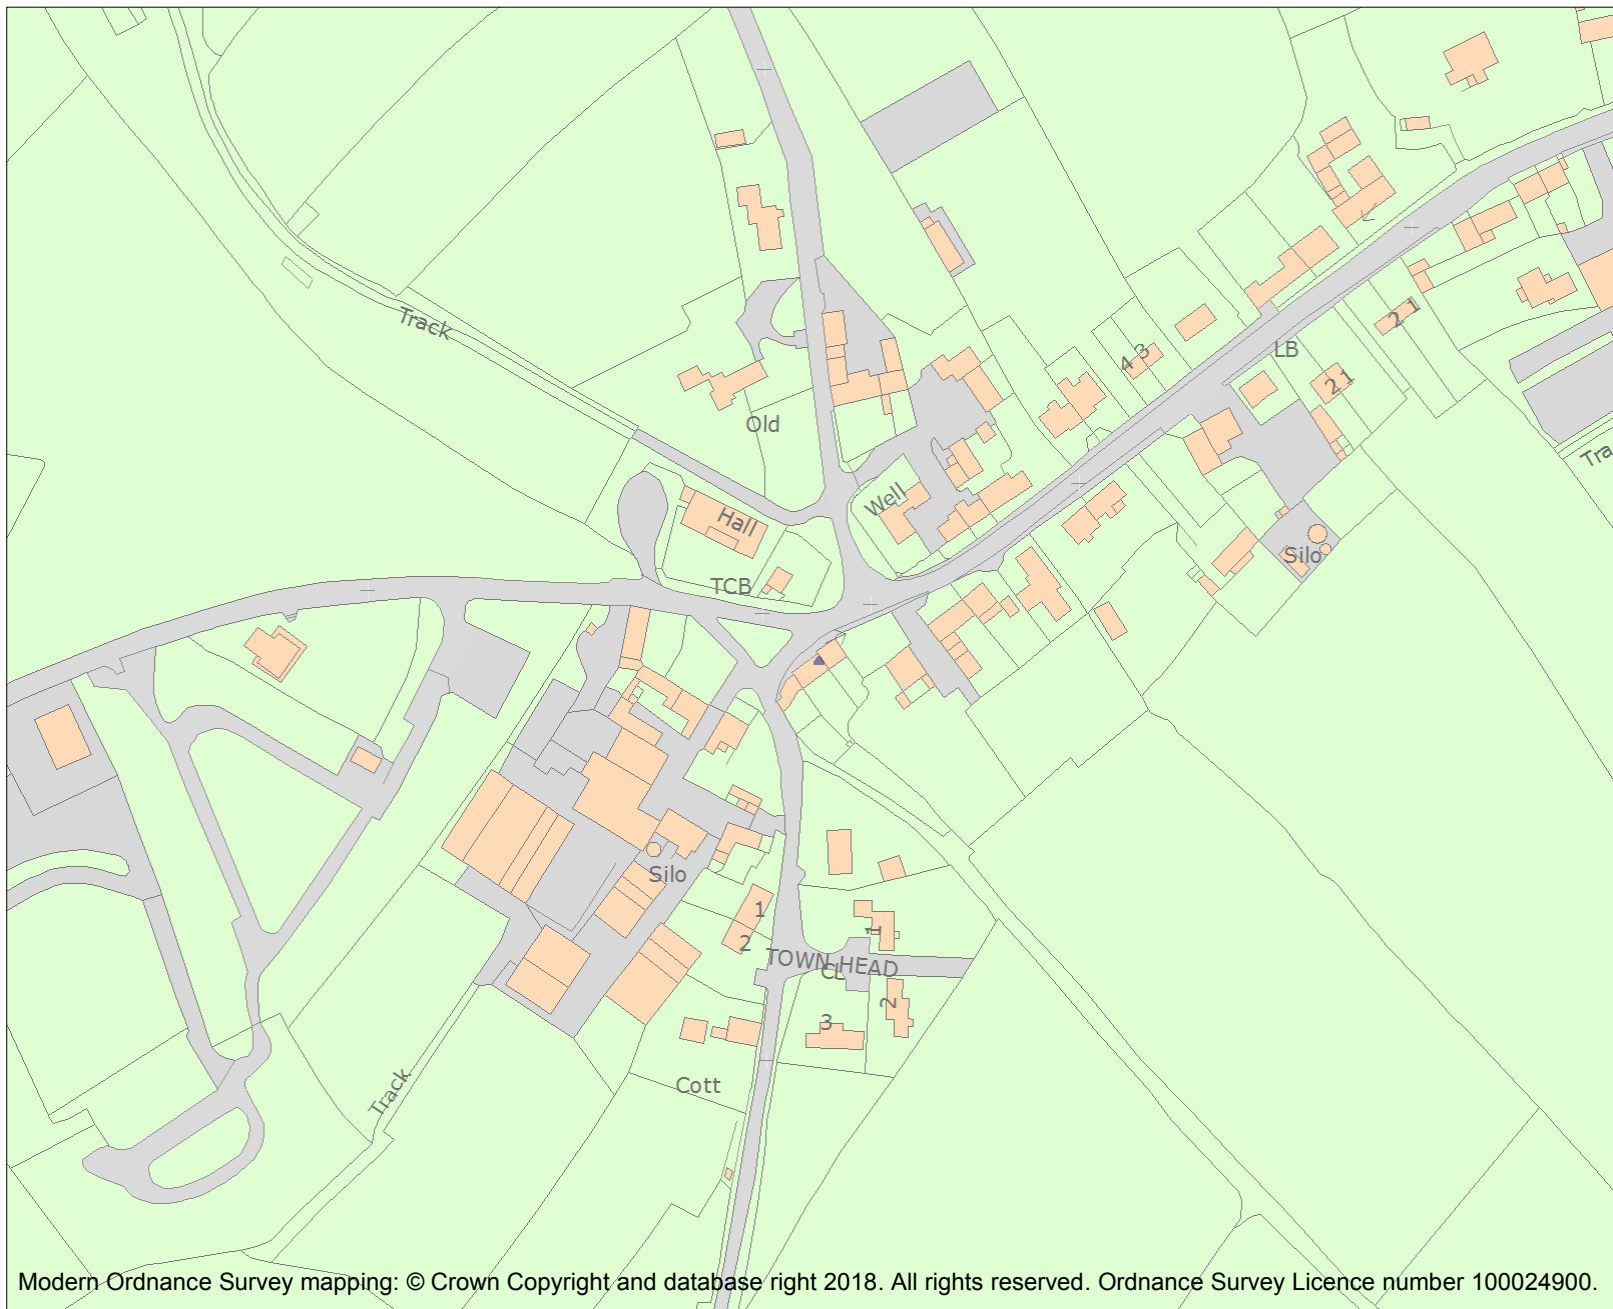 Track
Old
4 3
2 1
LB
2 1
Well
Hall
TCB
Silo
Silo
1
2
1
TOWN HEAD
CL
2
3
Cott
Track
Modern Ordnance Survey mapping: © Crown Copyright and database right 2018. All rights reserved. Ordnance Survey Licence number 100024900.